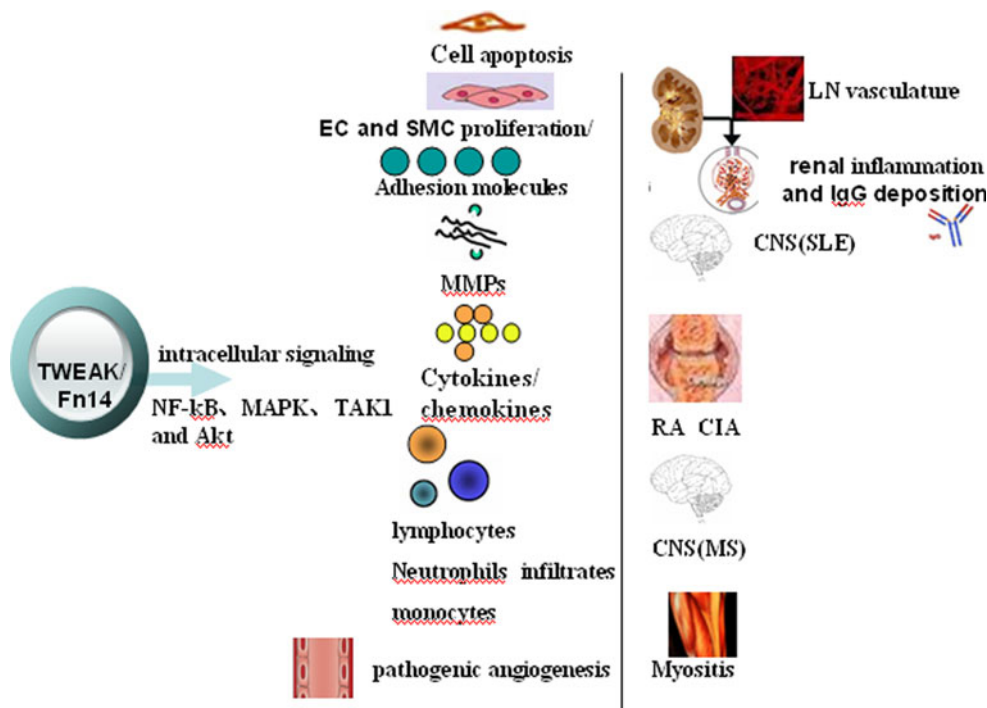 Cell apoptosis
EC and SMC proliferation/
Adhesion molecules
MMPs
TWEAK/
Fn14
intracellular signaling
NF-kB、MAPK、TAK1
and Akt
Cytokines/
chemokines
lymphocytes
Neutrophils infiltrates
monocytes
pathogenic angiogenesis
LN vasculature
renal inflammation
and IgG deposition
CNS(SLE)
RA CIA
CNS(MS)
Myositis